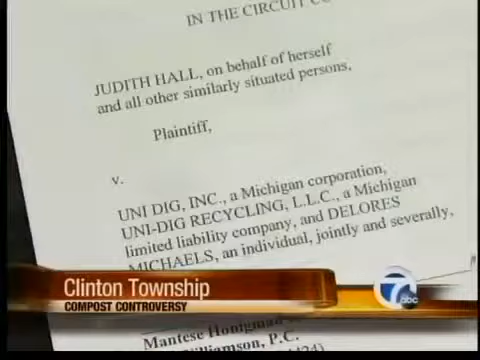 IN THE CIRCUIT
JUDITH HALL, on behalf of herself
and all other similarly situated persons,
Plaintiff,
v.
UNI DIG, INC., a Michigan corporation,
UNI-DIG RECYCLING, L.L.C., a Michigan
limited liability company, and DELORES
MICHAELS, an individual, jointly and severally,
Clinton Township
COMPOST CONTROVERSY
7
abc
Mantese Honigman
P.C.